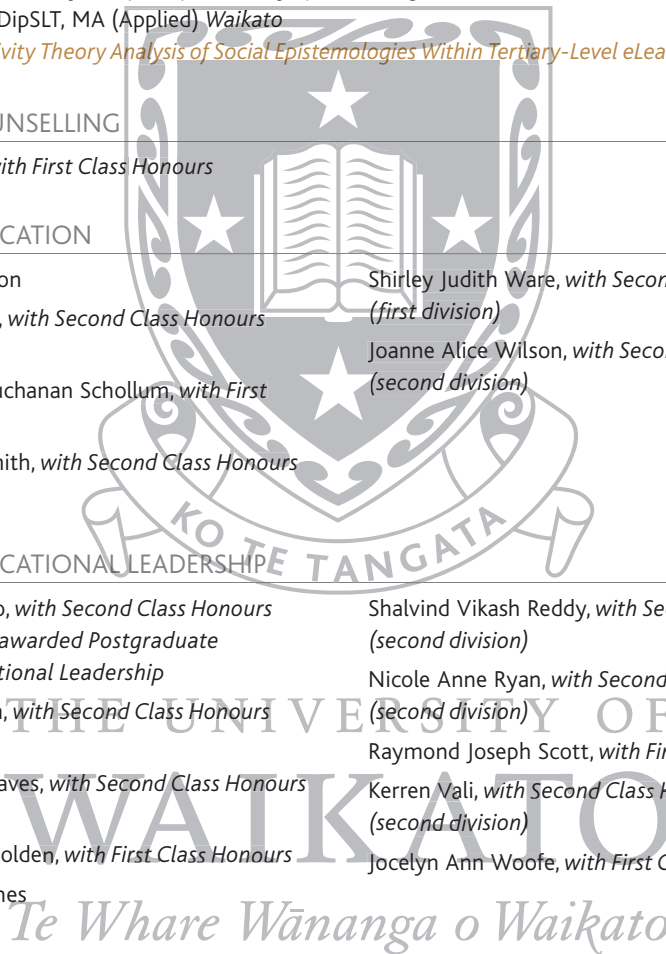 DipSLT, MA (Applied) Waikato
ivity Theory Analysis of Social Epistemologies Within Tertiary-Level eLea
UNSELLING
with First Class Honours
CATION
on
, with Second Class Honours
uchanan Schollum, with First
mith, with Second Class Honours
Shirley Judith Ware, with Secon
(first division)
Joanne Alice Wilson, with Seco
(second division)
KO TE TANGATA
CATIONAL LEADERSHIP
o, with Second Class Honours
awarded Postgraduate
tional Leadership
n, with Second Class Honours
aves, with Second Class Honours
olden, with First Class Honours
nes
Shalvind Vikash Reddy, with Se
(second division)
Nicole Anne Ryan, with Second
(second division)
Raymond Joseph Scott, with Fir
Kerren Vali, with Second Class H
(second division)
Jocelyn Ann Woofe, with First C
THE UNIVERSITY OF
WAIKATO
Te Whare Wānanga o Waikato